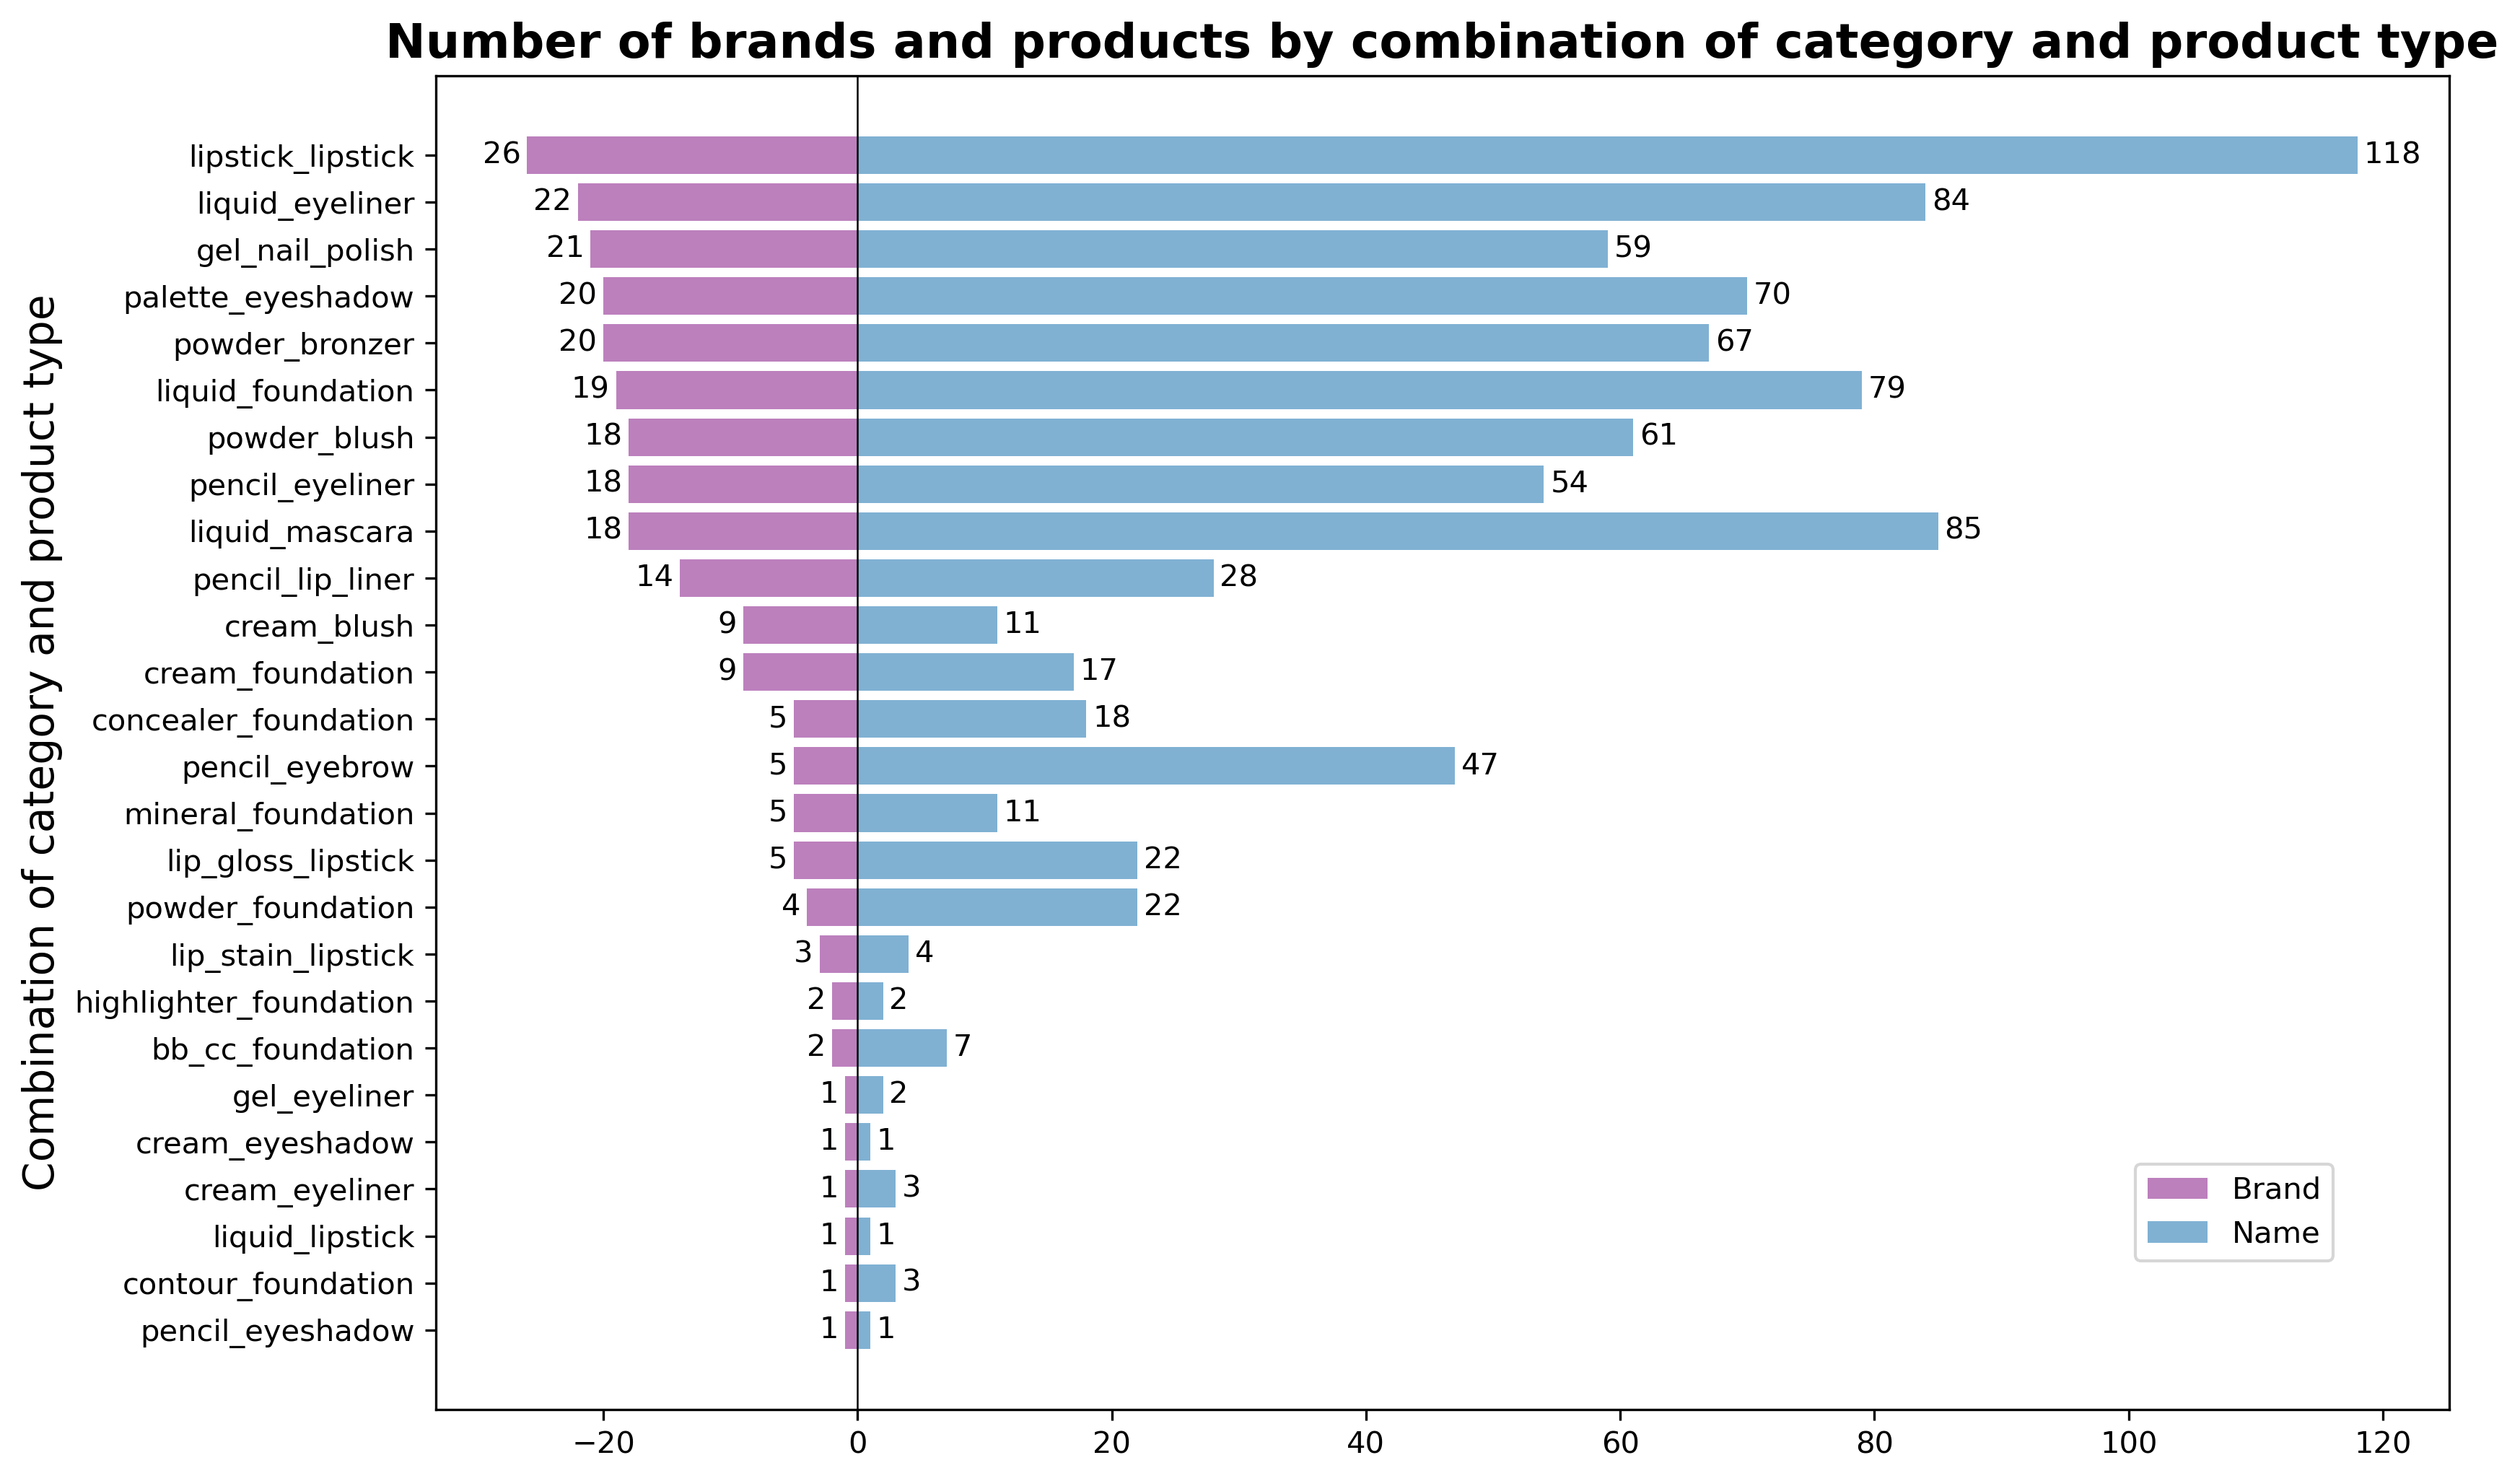 Number of brands and products by combination of category and product type
Combination of category and product type
lipstick_lipstick 26 118
liquid_eyeliner 22 84
gel_nail_polish 21 59
palette_eyeshadow 20 70
powder_bronzer 20 67
liquid_foundation 19 79
powder_blush 18 61
pencil_eyeliner 18 54
liquid_mascara 18 85
pencil_lip_liner 14 28
cream_blush 9 11
cream_foundation 9 17
concealer_foundation 5 18
pencil_eyebrow 5 47
mineral_foundation 5 11
lip_gloss_lipstick 5 22
powder_foundation 4 22
lip_stain_lipstick 3 4
highlighter_foundation 2 2
bb_cc_foundation 2 7
gel_eyeliner 1 2
cream_eyeshadow 1 1
cream_eyeliner 1 3
liquid_lipstick 1 1
contour_foundation 1 3
pencil_eyeshadow 1 1
Brand
Name
−20 0 20 40 60 80 100 120